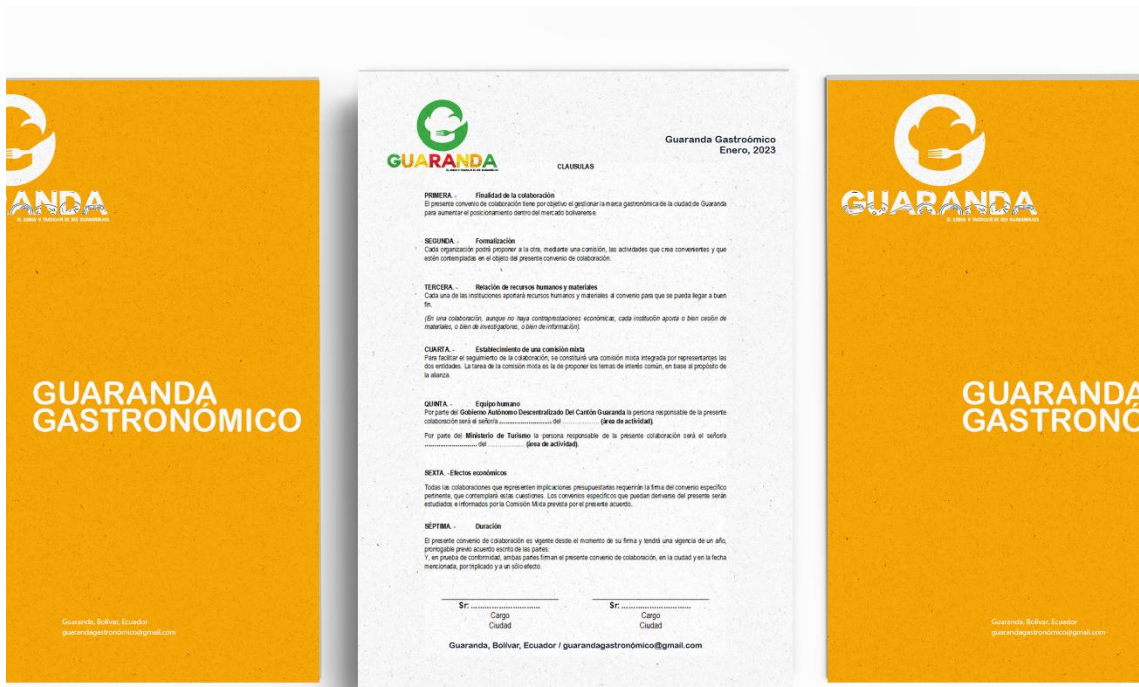 ANDA
GUARANDA
GASTRONÓMICO
Guaranda, Bolívar, Ecuador
guarandagastronómico@gmail.com
GUARANDA
Guaranda Gastroómico
Enero, 2023
CLAUSULAS
PRIMERA. - Finalidad de la colaboración
El presente convenio de colaboración tiene por objetivo el gestionar la marca gastronómica de la ciudad de Guaranda
para aumentar el posicionamiento dentro del mercado bolivarense.
SEGUNDA. - Formalización
Cada organización podrá proponer a la otra, mediante una comisión, las actividades que crea convenientes y que
estén contempladas en el objeto del presente convenio de colaboración.
TERCERA. - Relación de recursos humanos y materiales
Cada una de las instituciones aportará recursos humanos y materiales al convenio para que se pueda llegar a buen
fin.
(En una colaboración, aunque no haya contraprestaciones económicas, cada institución aporta o bien cesión de
materiales, o bien de investigadores, o bien de información).
CUARTA. - Establecimiento de una comisión mixta
Para facilitar el seguimiento de la colaboración, se constituirá una comisión mixta integrada por representantes las
dos entidades. La tarea de la comisión mixta es la de proponer los temas de interés común, en base al propósito de
la alianza.
QUINTA. - Equipo humano
Por parte del Gobierno Autónomo Descentralizado Del Cantón Guaranda la persona responsable de la presente
colaboración será el señor/a .............................. del .................. (área de actividad).
Por parte del Ministerio de Turismo la persona responsable de la presente colaboración será el señor/a
.............................. del .................. (área de actividad).
SEXTA. - Efectos económicos
Todas las colaboraciones que representen implicaciones presupuestarias requerirán la firma del convenio específico
pertinente, que contemplará estas cuestiones. Los convenios específicos que puedan derivarse del presente serán
estudiados e informados por la Comisión Mixta prevista por el presente acuerdo.
SÉPTIMA. - Duración
El presente convenio de colaboración es vigente desde el momento de su firma y tendrá una vigencia de un año,
prorrogable previo acuerdo escrito de las partes.
Y, en prueba de conformidad, ambas partes firman el presente convenio de colaboración, en la ciudad y en la fecha
mencionada, por triplicado y a un sólo efecto.
Sr: .............................. Sr: ..............................
Cargo Cargo
Ciudad Ciudad
Guaranda, Bolívar, Ecuador / guarandagastronómico@gmail.com
GUARANDA
GUARANDA
GASTRONÓ
Guaranda, Bolívar, Ecuador
guarandagastronómico@gmail.com